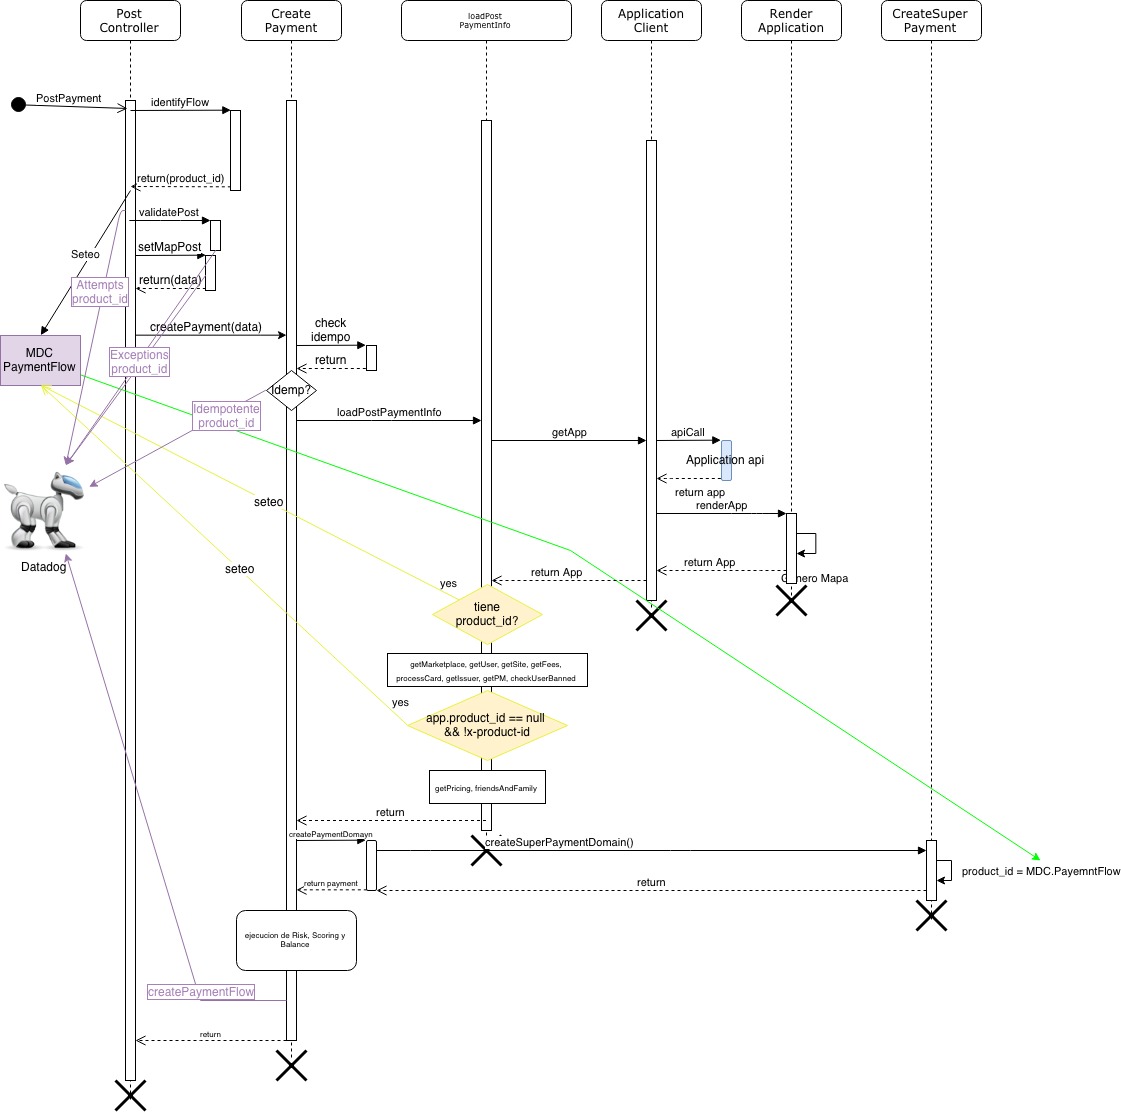 Post
Controller
Create
Payment
loadPost
PaymentInfo
Application
Client
Render
Application
CreateSuper
Payment
PostPayment
identifyFlow
return(product_id)
validatePost
setMapPost
Seteo
return(data)
Attempts
product_id
createPayment(data)
check
idempo
MDC
PaymentFlow
Exceptions
product_id
return
Idemp?
Idempotente
product_id
loadPostPaymentInfo
getApp
apiCall
Application api
return app
renderApp
seteo
return App
return App
Datadog
seteo
yes
tiene
product_id?
getMarketplace, getUser, getSite, getFees,
processCard, getIssuer, getPM, checkUserBanned
yes
app.product_id == null
&& !x-product-id
getPricing, friendsAndFamily
return
createPaymentDomayn
createSuperPaymentDomain()
product_id = MDC.PayemntFlow
return payment
return
ejecucion de Risk, Scoring y
Balance
createPaymentFlow
return
Mapa